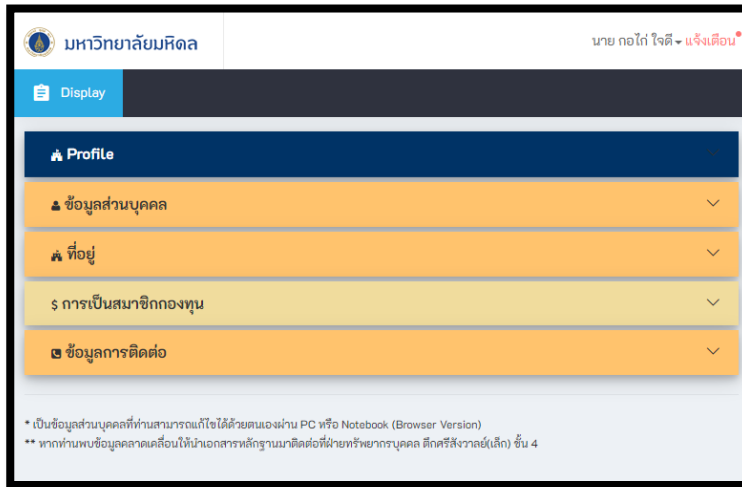 มหาวิทยาลัยมหิดล
นาย กอไก่ ใจดี แจ้งเตือน
Display
Profile
ข้อมูลส่วนบุคคล
ที่อยู่
$ การเป็นสมาชิกกองทุน
ข้อมูลการติดต่อ
* เป็นข้อมูลส่วนบุคคลที่ท่านสามารถแก้ไขได้ด้วยตนเองผ่าน PC หรือ Notebook (Browser Version)
** หากท่านพบข้อมูลคลาดเคลื่อนให้นำเอกสารหลักฐานมาติดต่อที่ฝ่ายทรัพยากรบุคคล ตึกศรีสังวาลย์(เล็ก) ชั้น 4